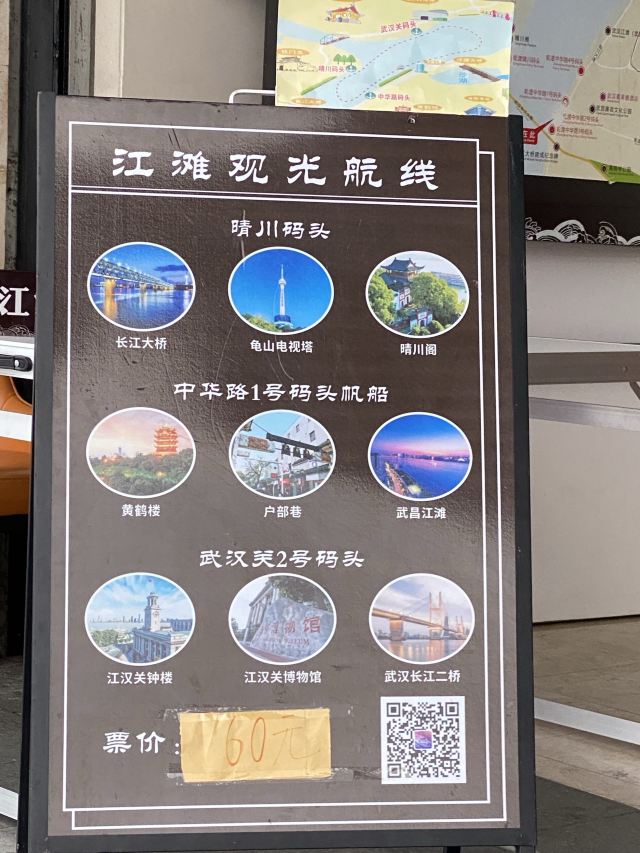 武汉关码头
晴川码头
中华路码头
沙湖
江
江滩观光航线
晴川码头
长江大桥
龟山电视塔
晴川阁
中华路1号码头帆船
黄鹤楼
户部巷
武昌江滩
武汉关2号码头
江汉关钟楼
江汉关博物馆
武汉长江二桥
馆
票价：
160元